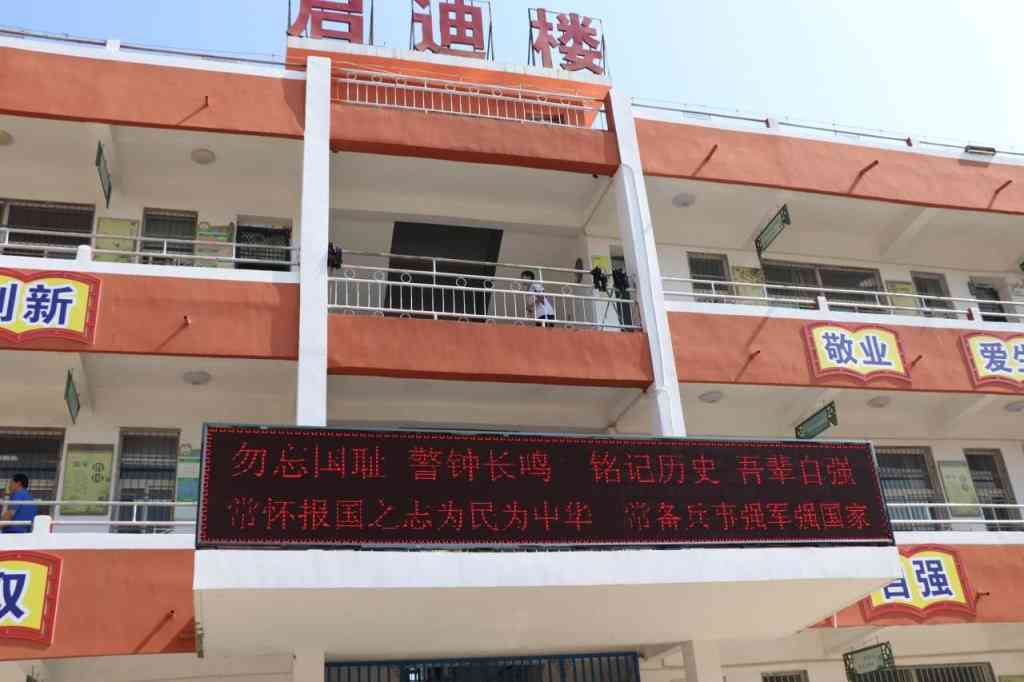 启迪楼
创新
敬业
爱生
勿忘国耻 警钟长鸣 铭记历史 吾辈自强
常怀报国之志为民为中华 常备兵事强军强国家
自强